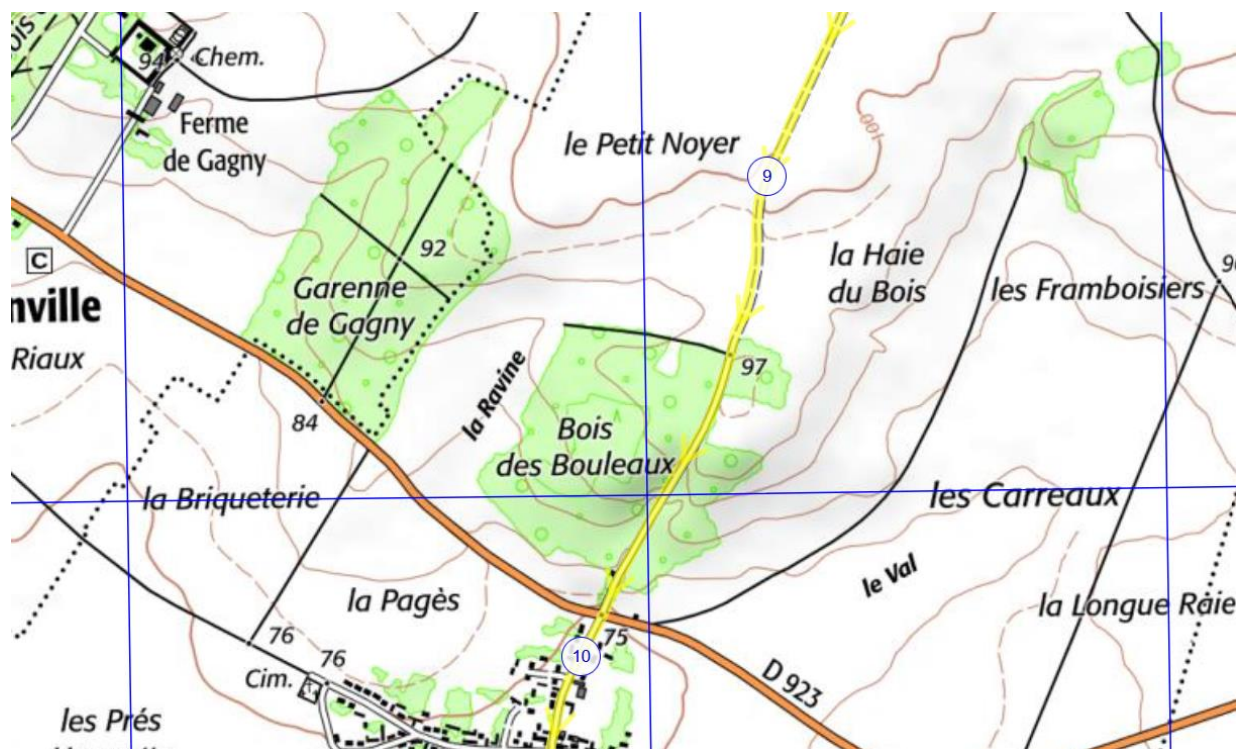 ois
94
Chem.
Ferme
de Gagny
le Petit Noyer
100
9
92
la Haie
du Bois
C
Garenne
de Gagny
les Framboisiers
nville
Riaux
97
la Ravine
84
Bois
des Bouleaux
la Briqueterie
les Carreaux
la Pagès
le Val
la Longue Raie
76
76
75
10
Cim.
D 923
les Prés